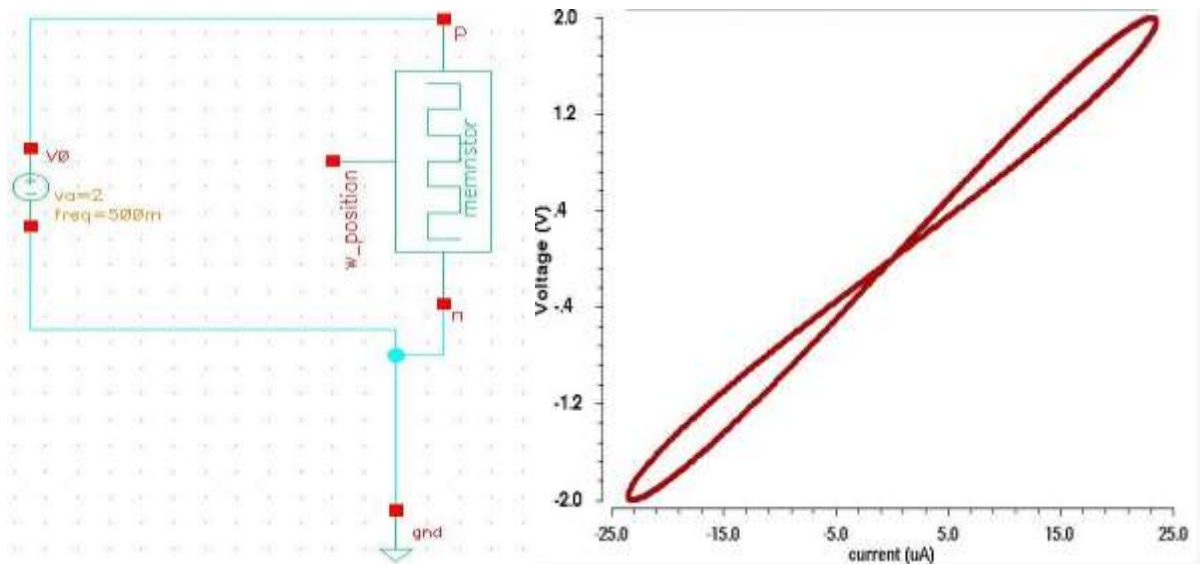 P
V0
va=2
freq=500m
w_position
memristor
n
gnd
2.0
1.2
.4
-.4
-1.2
-2.0
Voltage (V)
-25.0 -15.0 -5.0 5.0 15.0 25.0
current (uA)